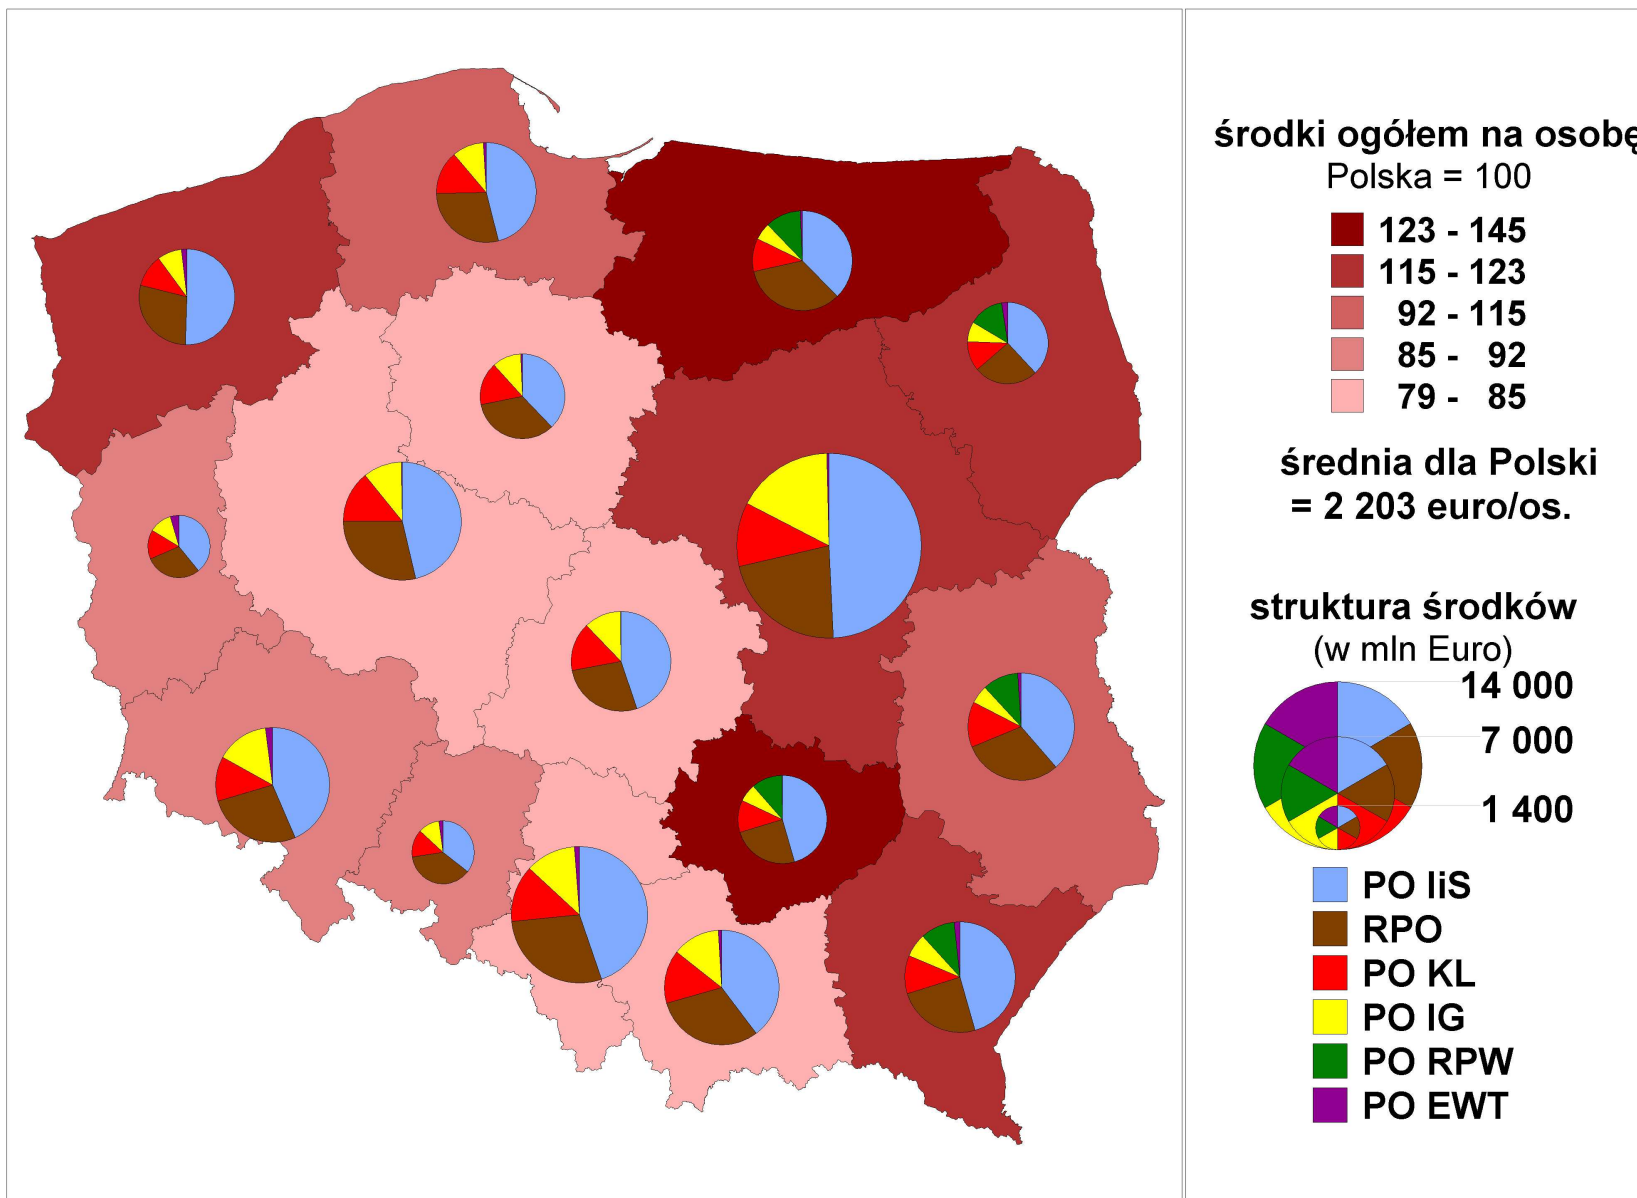 środki ogółem na osobę
Polska = 100
123 - 145
115 - 123
92 - 115
85 - 92
79 - 85
średnia dla Polski
= 2 203 euro/os.
struktura środków
(w mln Euro)
14 000
7 000
1 400
PO IiS
RPO
PO KL
PO IG
PO RPW
PO EWT